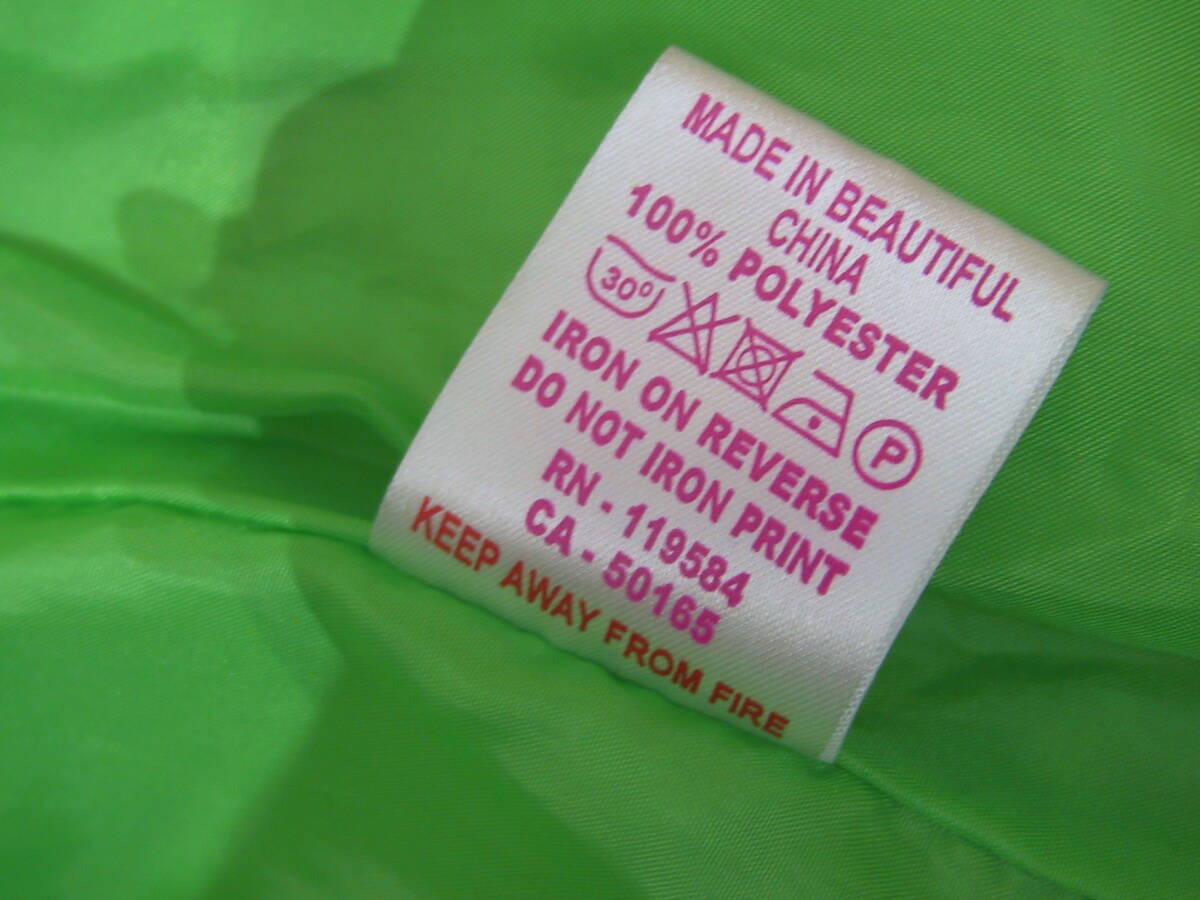 MADE IN BEAUTIFUL
CHINA
100% POLYESTER
30º P
IRON ON REVERSE
DO NOT IRON PRINT
RN - 119584
CA - 50165
KEEP AWAY FROM FIRE